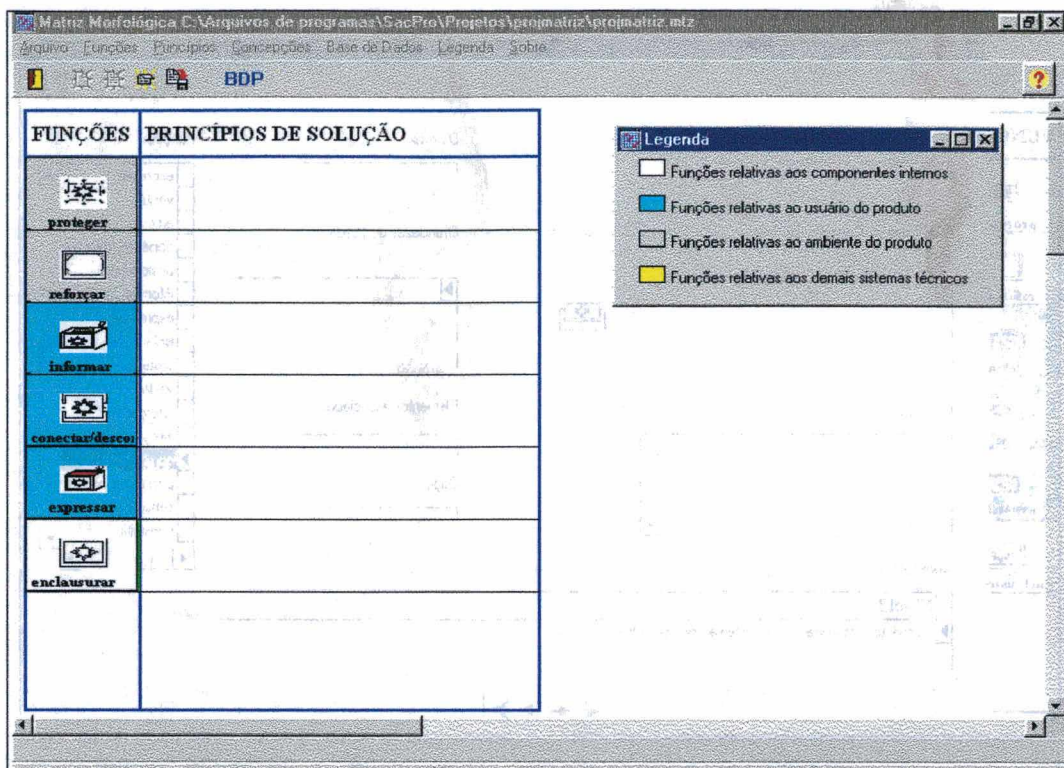 Matriz Morfológica C:\Arquivos de programas\SacPro\Projetos\projmatriz\projmatriz.mtz
Arquivo Funções Princípios Concepções Base de Dados Legenda Sobre
BDP
?
FUNÇÕES PRINCÍPIOS DE SOLUÇÃO
proteger
reforçar
informar
conectar/descon
expressar
enclausurar
Legenda
Funções relativas aos componentes internos
Funções relativas ao usuário do produto
Funções relativas ao ambiente do produto
Funções relativas aos demais sistemas técnicos